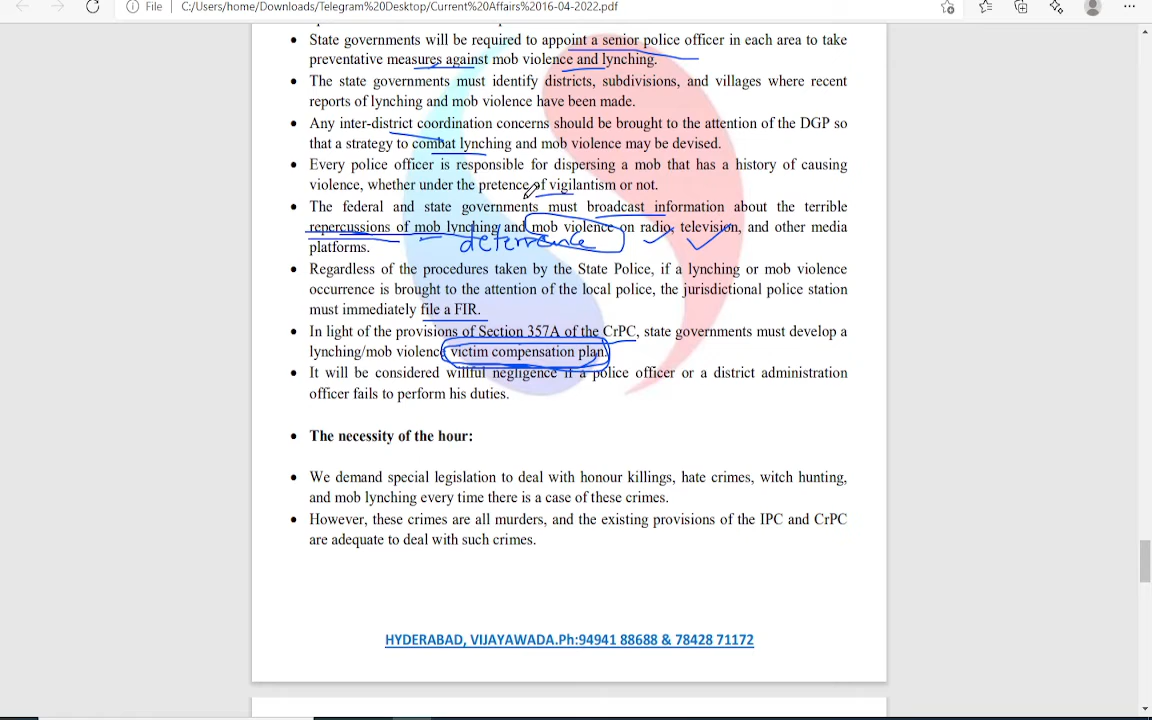 File
C:/Users/home/Downloads/Telegram%20Desktop/Current%20Affairs%2016-04-2022.pdf
• State governments will be required to appoint a senior police officer in each area to take
preventative measures against mob violence and lynching.
• The state governments must identify districts, subdivisions, and villages where recent
reports of lynching and mob violence have been made.
• Any inter-district coordination concerns should be brought to the attention of the DGP so
that a strategy to combat lynching and mob violence may be devised.
• Every police officer is responsible for dispersing a mob that has a history of causing
violence, whether under the pretence of vigilantism or not.
• The federal and state governments must broadcast information about the terrible
repercussions of mob lynching and mob violence on radio, television, and other media
deterrence
platforms.
• Regardless of the procedures taken by the State Police, if a lynching or mob violence
occurrence is brought to the attention of the local police, the jurisdictional police station
must immediately file a FIR.
• In light of the provisions of Section 357A of the CrPC, state governments must develop a
lynching/mob violence victim compensation plan.
• It will be considered willful negligence if a police officer or a district administration
officer fails to perform his duties.
• The necessity of the hour:
• We demand special legislation to deal with honour killings, hate crimes, witch hunting,
and mob lynching every time there is a case of these crimes.
• However, these crimes are all murders, and the existing provisions of the IPC and CrPC
are adequate to deal with such crimes.
HYDERABAD, VIJAYAWADA.Ph:94941 88688 & 78428 71172